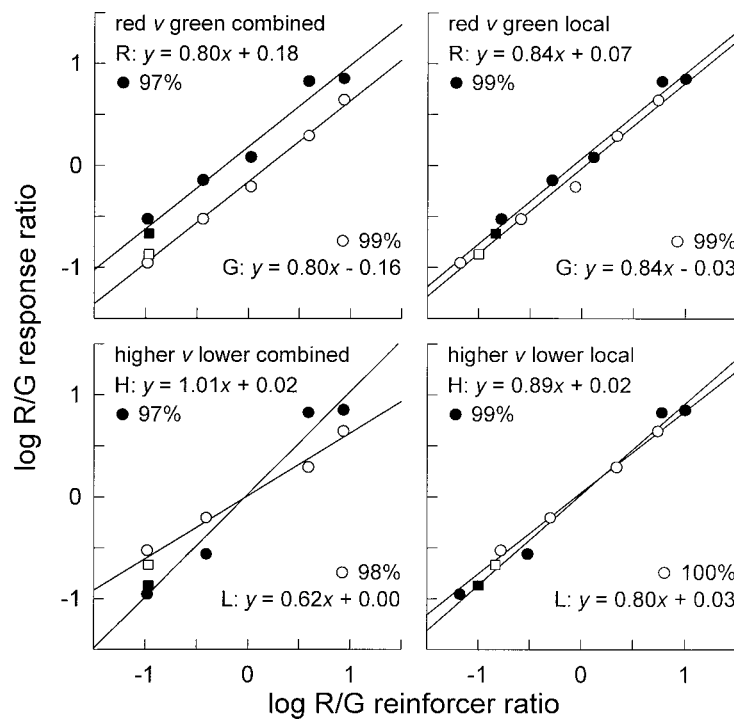 red v green combined
R: y = 0.80x + 0.18
97%
99%
G: y = 0.80x - 0.16
1
0
-1
red v green local
R: y = 0.84x + 0.07
99%
99%
G: y = 0.84x - 0.03
higher v lower combined
H: y = 1.01x + 0.02
97%
98%
L: y = 0.62x + 0.00
1
0
-1
-1
0
1
higher v lower local
H: y = 0.89x + 0.02
99%
100%
L: y = 0.80x + 0.03
-1
0
1
log R/G response ratio
log R/G reinforcer ratio